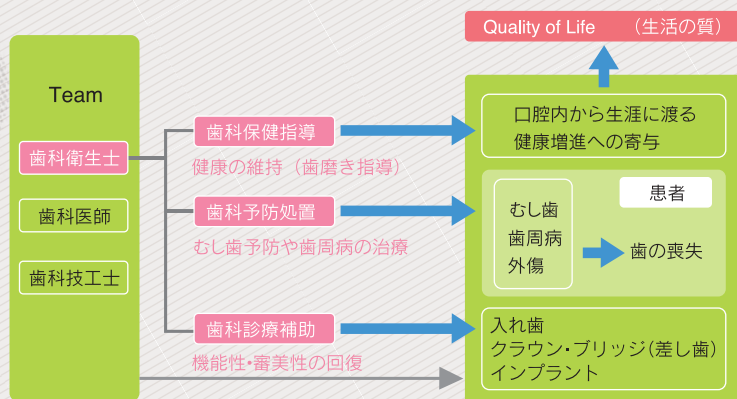 Quality of Life （生活の質）
Team
歯科衛生士
歯科医師
歯科技工士
歯科保健指導
健康の維持（歯磨き指導）
歯科予防処置
むし歯予防や歯周病の治療
歯科診療補助
機能性・審美性の回復
口腔内から生涯に渡る
健康増進への寄与
患者
むし歯
歯周病
外傷
歯の喪失
入れ歯
クラウン・ブリッジ（差し歯）
インプラント